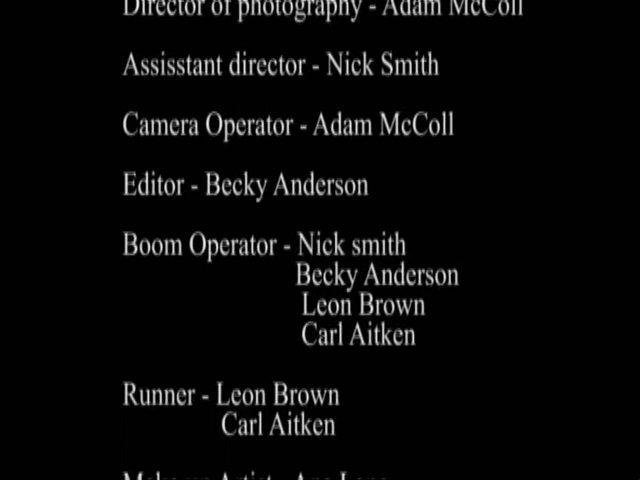 Director of photography - Adam McColl
Assisstant director - Nick Smith
Camera Operator - Adam McColl
Editor - Becky Anderson
Boom Operator - Nick smith
Becky Anderson
Leon Brown
Carl Aitken
Runner - Leon Brown
Carl Aitken